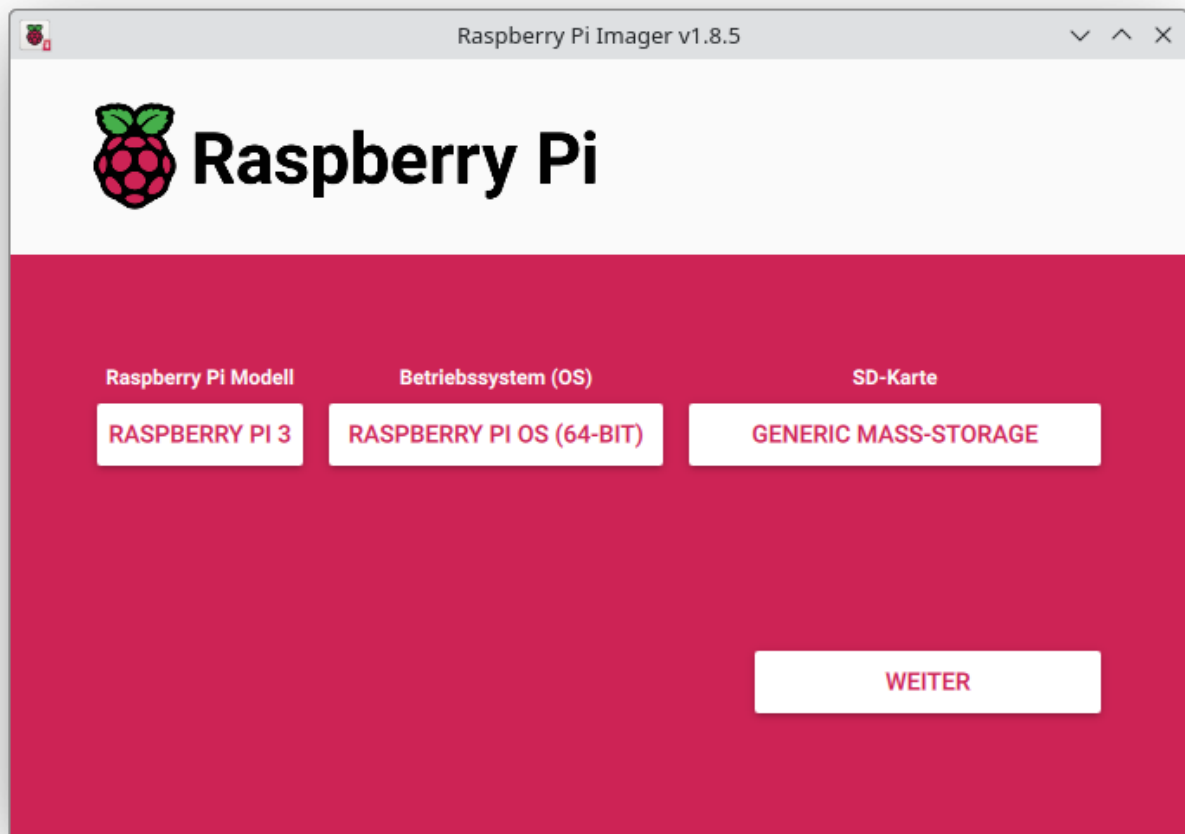 Raspberry Pi Imager v1.8.5
Raspberry Pi
Raspberry Pi Modell
Betriebssystem (OS)
SD-Karte
RASPBERRY PI 3
RASPBERRY PI OS (64-BIT)
GENERIC MASS-STORAGE
WEITER